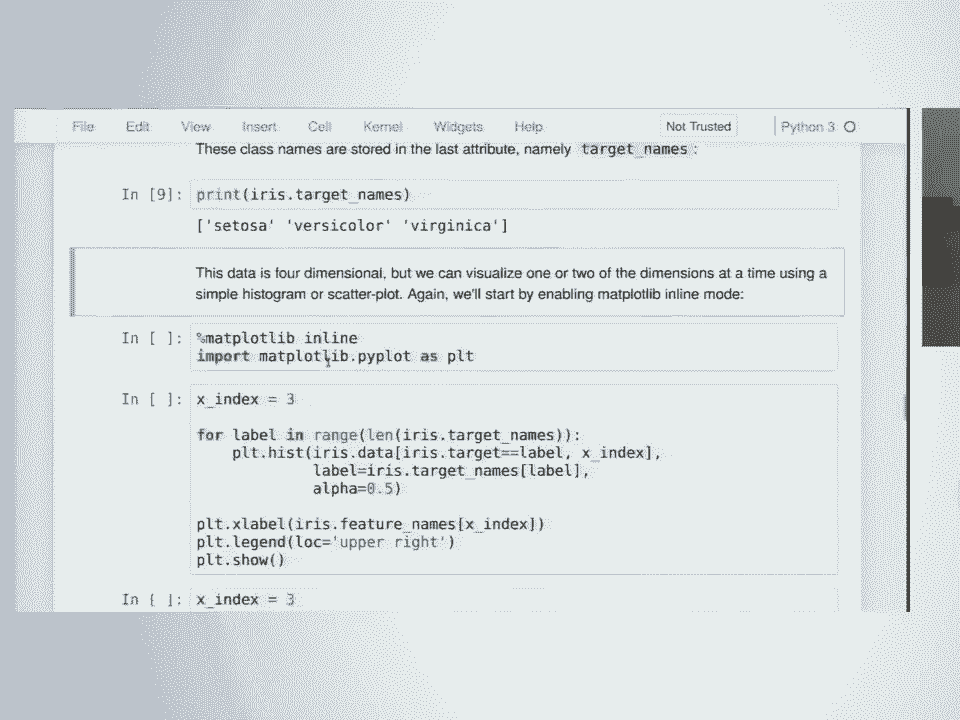 File Edit View Insert Cell Kernel Widgets Help Not Trusted Python 3
These class names are stored in the last attribute, namely target_names :
In [9]: print(iris.target_names)
['setosa' 'versicolor' 'virginica']
This data is four dimensional, but we can visualize one or two of the dimensions at a time using a
simple histogram or scatter-plot. Again, we'll start by enabling matplotlib inline mode:
In [ ]: %matplotlib inline
import matplotlib.pyplot as plt
In [ ]: x_index = 3
for label in range(len(iris.target_names)):
    plt.hist(iris.data[iris.target==label, x_index],
             label=iris.target_names[label],
             alpha=0.5)
plt.xlabel(iris.feature_names[x_index])
plt.legend(loc='upper right')
plt.show()
In [ ]: x_index = 3